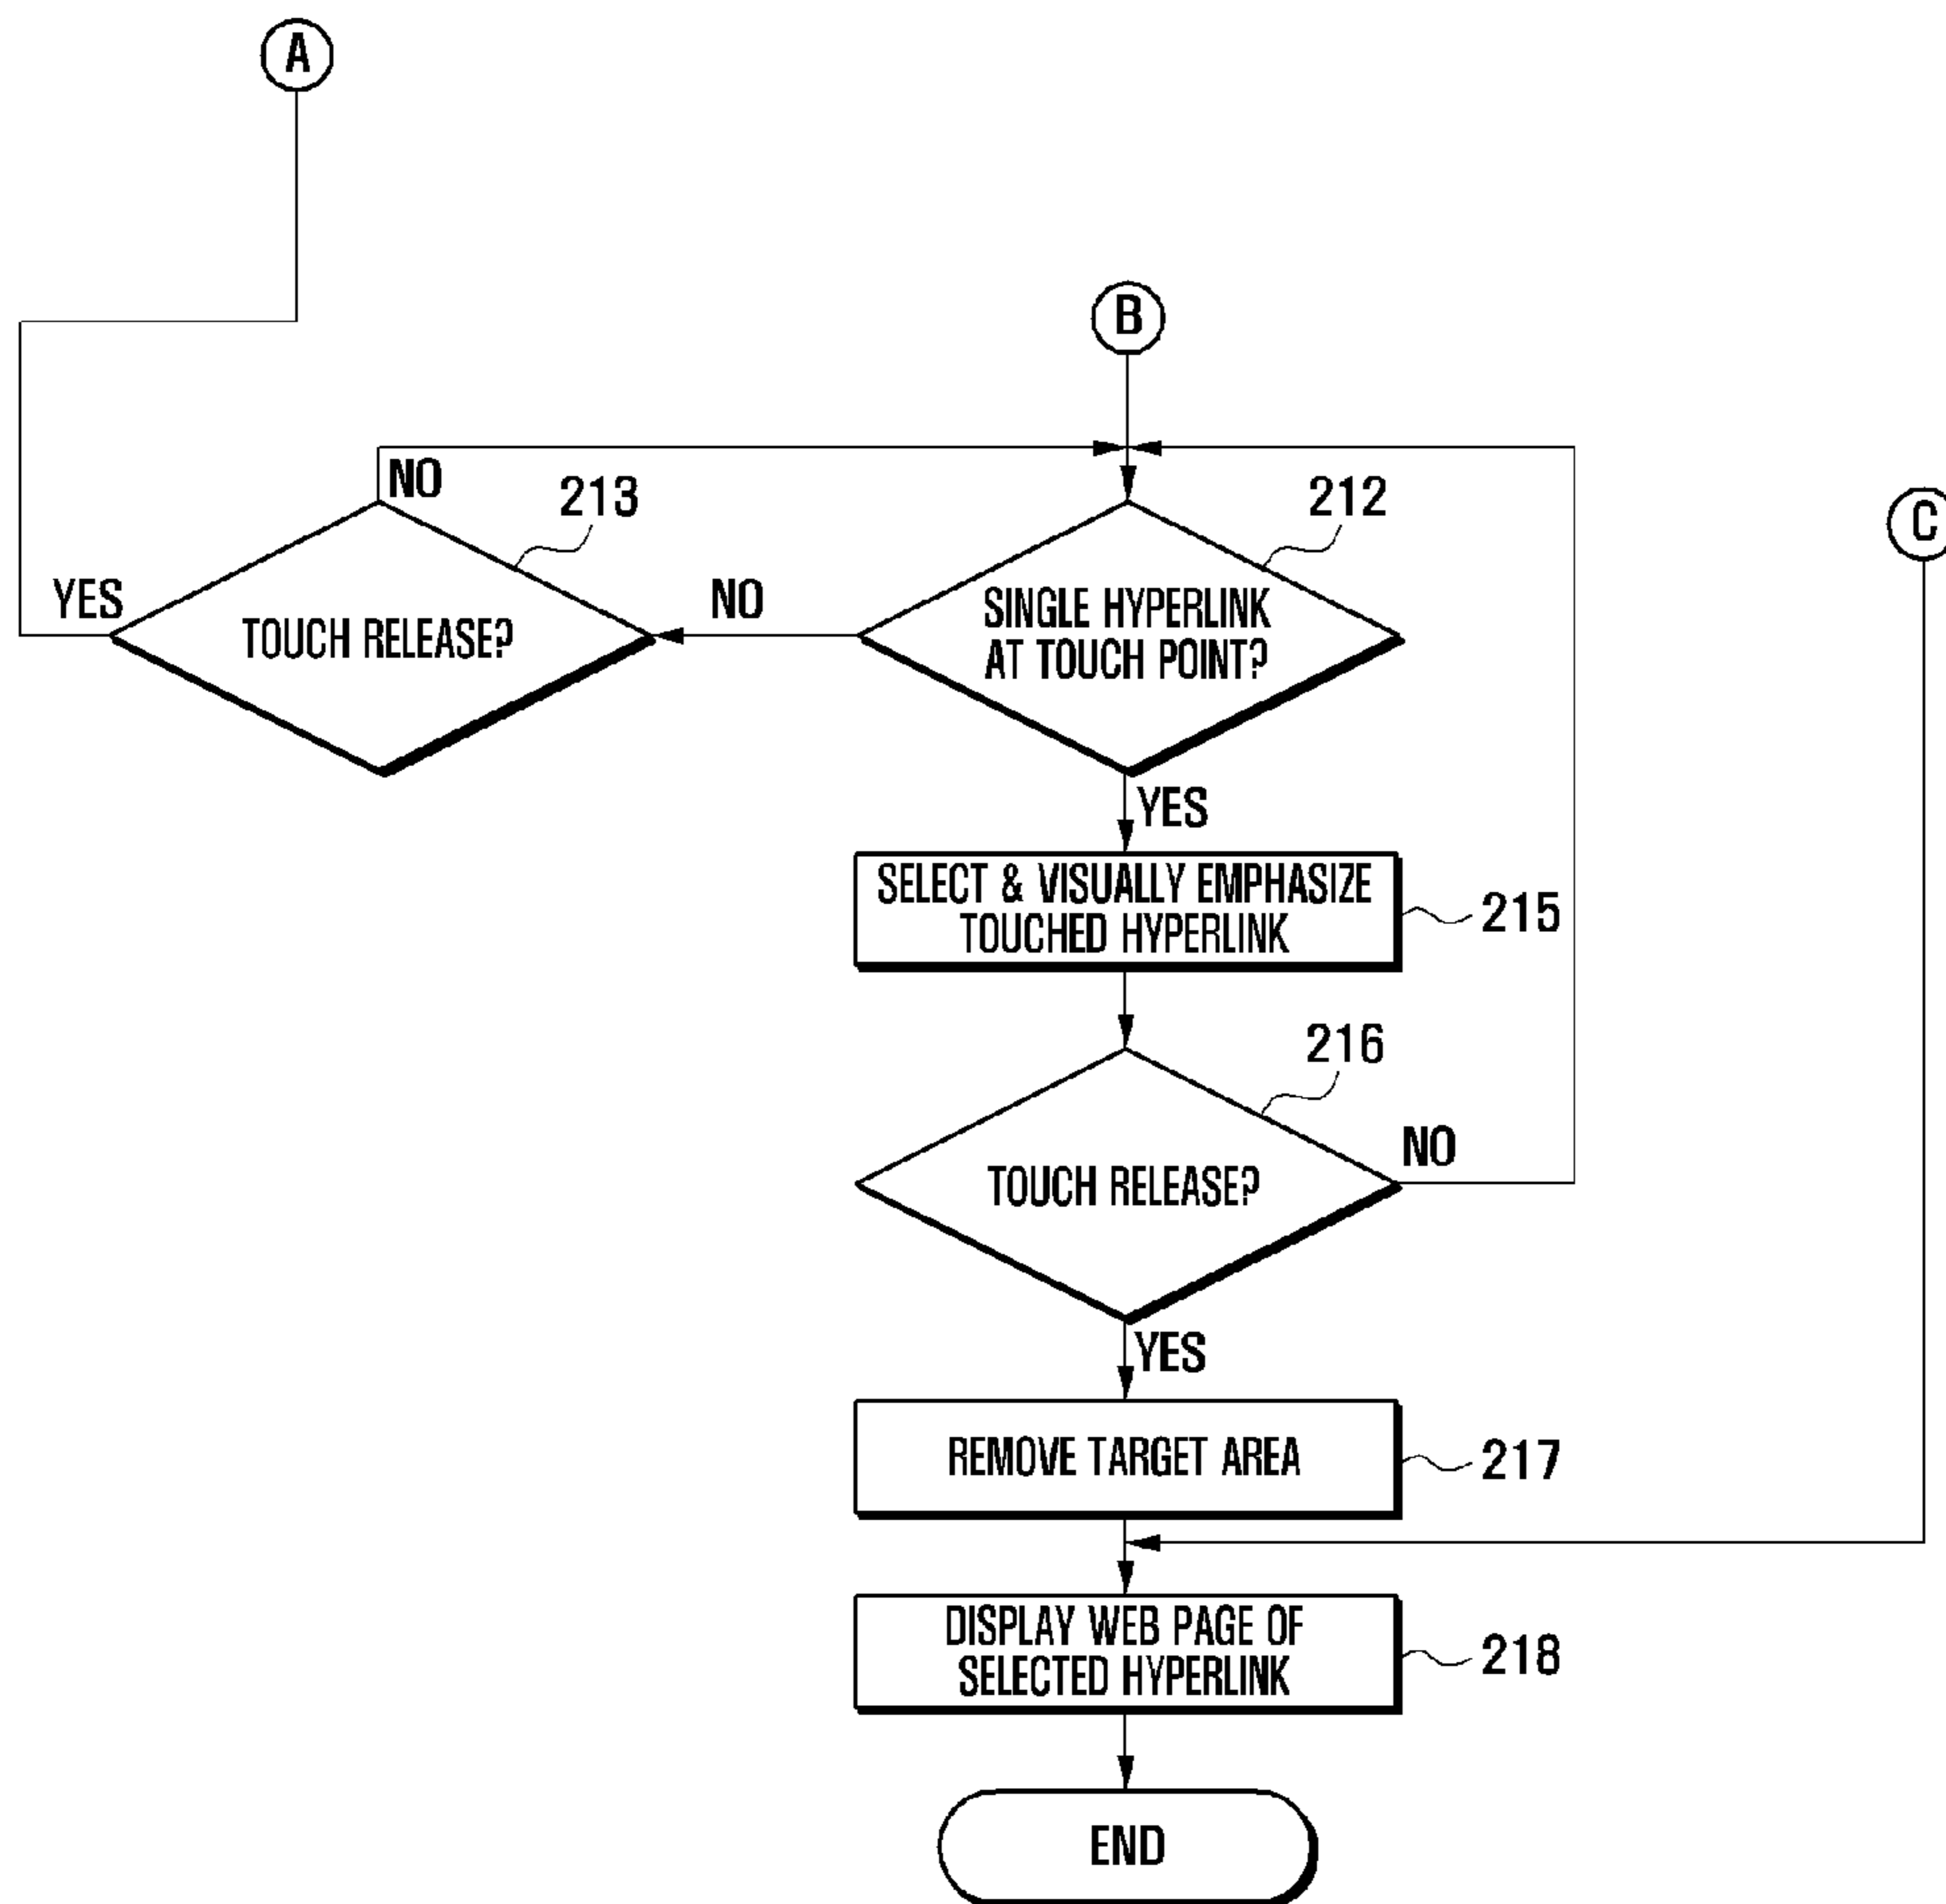 A
B
NO
213
212
C
YES
TOUCH RELEASE?
NO
SINGLE HYPERLINK
AT TOUCH POINT?
YES
SELECT & VISUALLY EMPHASIZE
TOUCHED HYPERLINK
215
216
TOUCH RELEASE?
NO
YES
REMOVE TARGET AREA
217
DISPLAY WEB PAGE OF
SELECTED HYPERLINK
218
END